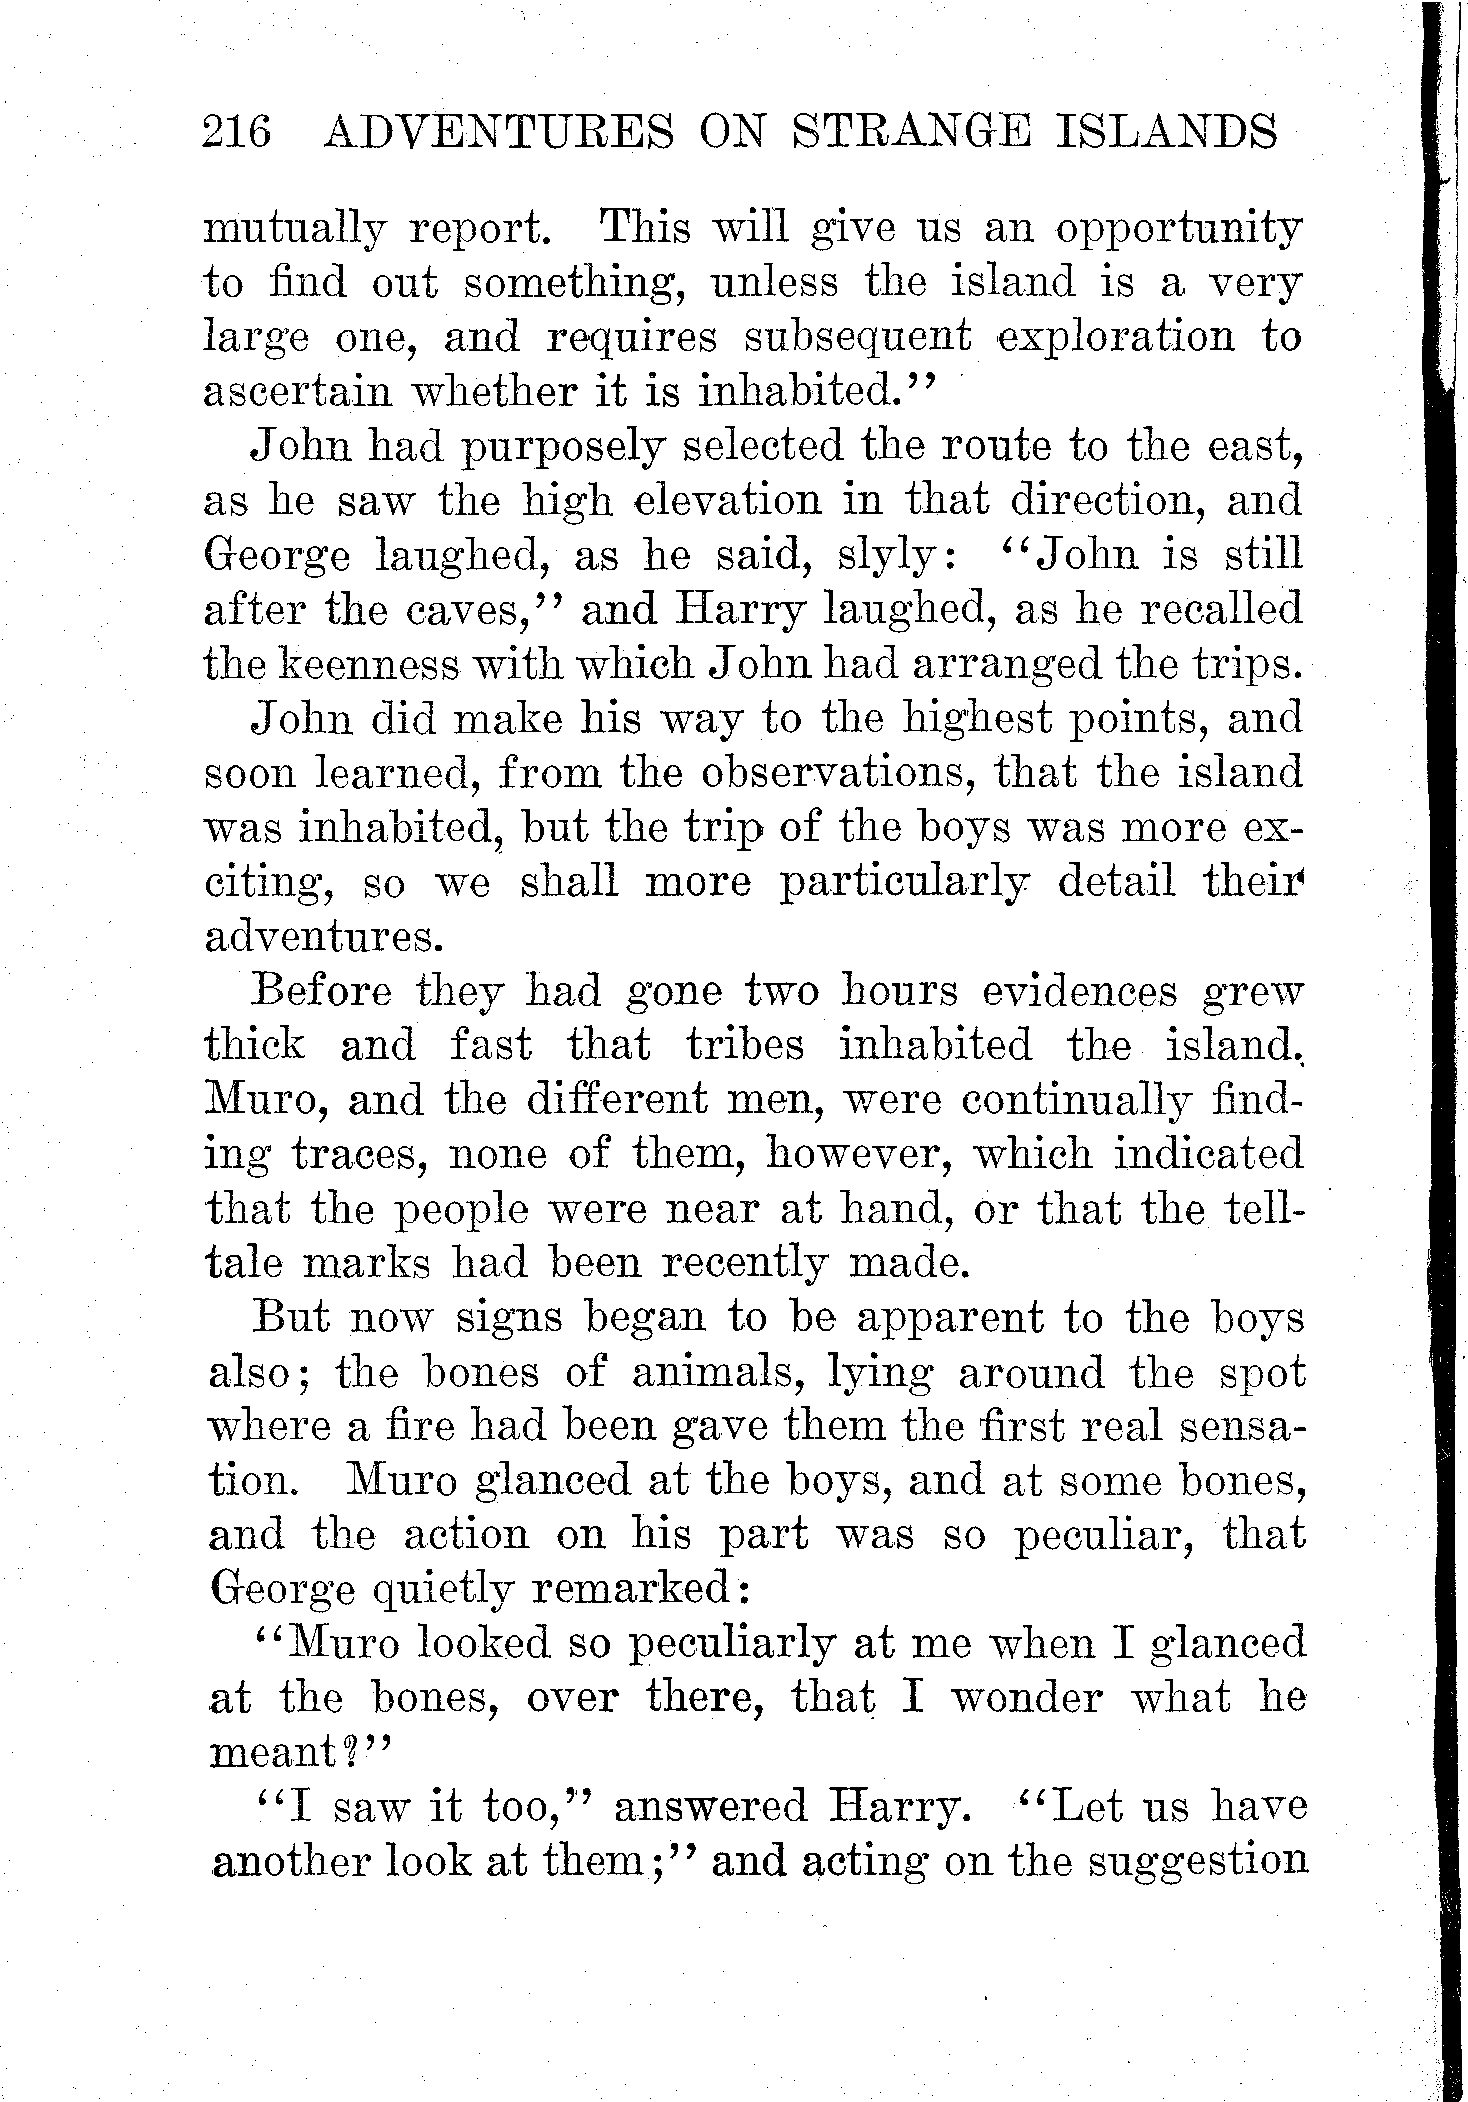 216 ADVENTURES ON STRANGE ISLANDS
mutually report. This will give us an opportunity
to find out something, unless the island is a very
large one, and requires subsequent exploration to
ascertain whether it is inhabited.”
John had purposely selected the route to the east,
as he saw the high elevation in that direction, and
George laughed, as he said, slyly: “John is still
after the caves,” and Harry laughed, as he recalled
the keenness with which John had arranged the trips.
John did make his way to the highest points, and
soon learned, from the observations, that the island
was inhabited, but the trip of the boys was more ex-
citing, so we shall more particularly detail their
adventures.
Before they had gone two hours evidences grew
thick and fast that tribes inhabited the island.
Muro, and the different men, were continually find-
ing traces, none of them, however, which indicated
that the people were near at hand, or that the tell-
tale marks had been recently made.
But now signs began to be apparent to the boys
also; the bones of animals, lying around the spot
where a fire had been gave them the first real sensa-
tion. Muro glanced at the boys, and at some bones,
and the action on his part was so peculiar, that
George quietly remarked:
“Muro looked so peculiarly at me when I glanced
at the bones, over there, that I wonder what he
meant?”
“I saw it too,” answered Harry. “Let us have
another look at them;” and acting on the suggestion